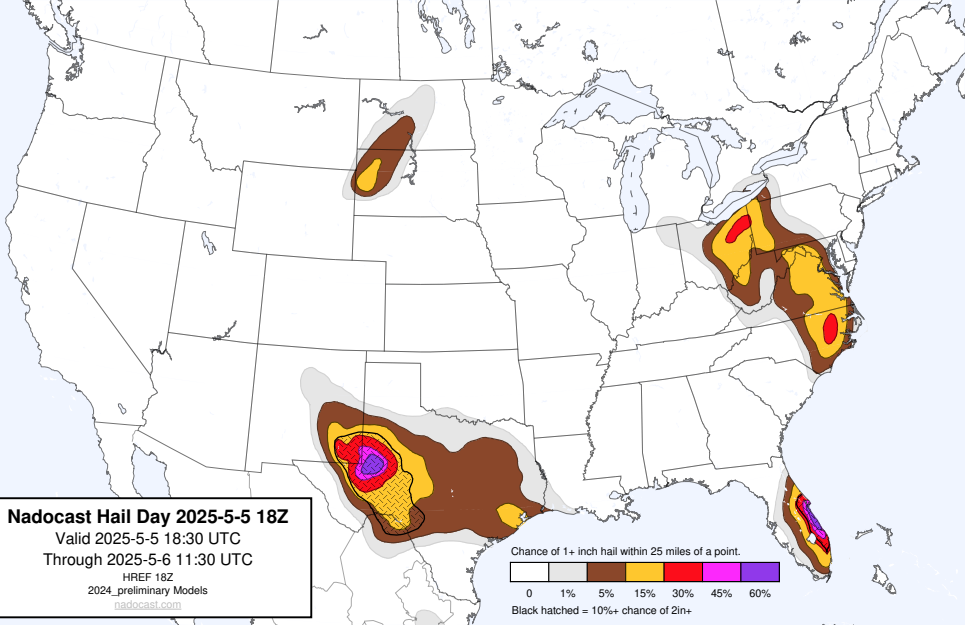 Nadocast Hail Day 2025-5-5 18Z
Valid 2025-5-5 18:30 UTC
Through 2025-5-6 11:30 UTC
HREF 18Z
2024_preliminary Models
nadocast.com
Chance of 1+ inch hail within 25 miles of a point.
0 1% 5% 15% 30% 45% 60%
Black hatched = 10%+ chance of 2in+